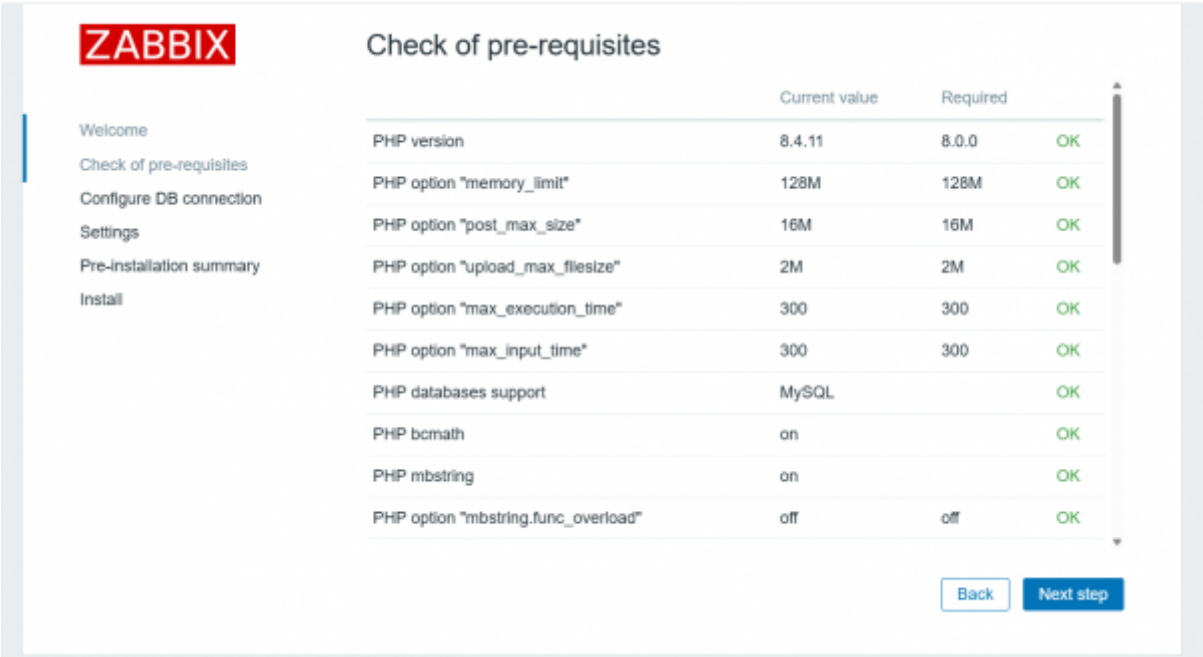 ZABBIX
Check of pre-requisites
Welcome
Check of pre-requisites
Configure DB connection
Settings
Pre-installation summary
Install
Current value Required
PHP version 8.4.11 8.0.0 OK
PHP option "memory_limit" 128M 128M OK
PHP option "post_max_size" 16M 16M OK
PHP option "upload_max_filesize" 2M 2M OK
PHP option "max_execution_time" 300 300 OK
PHP option "max_input_time" 300 300 OK
PHP databases support MySQL OK
PHP bcmath on OK
PHP mbstring on OK
PHP option "mbstring.func_overload" off off OK
Back Next step